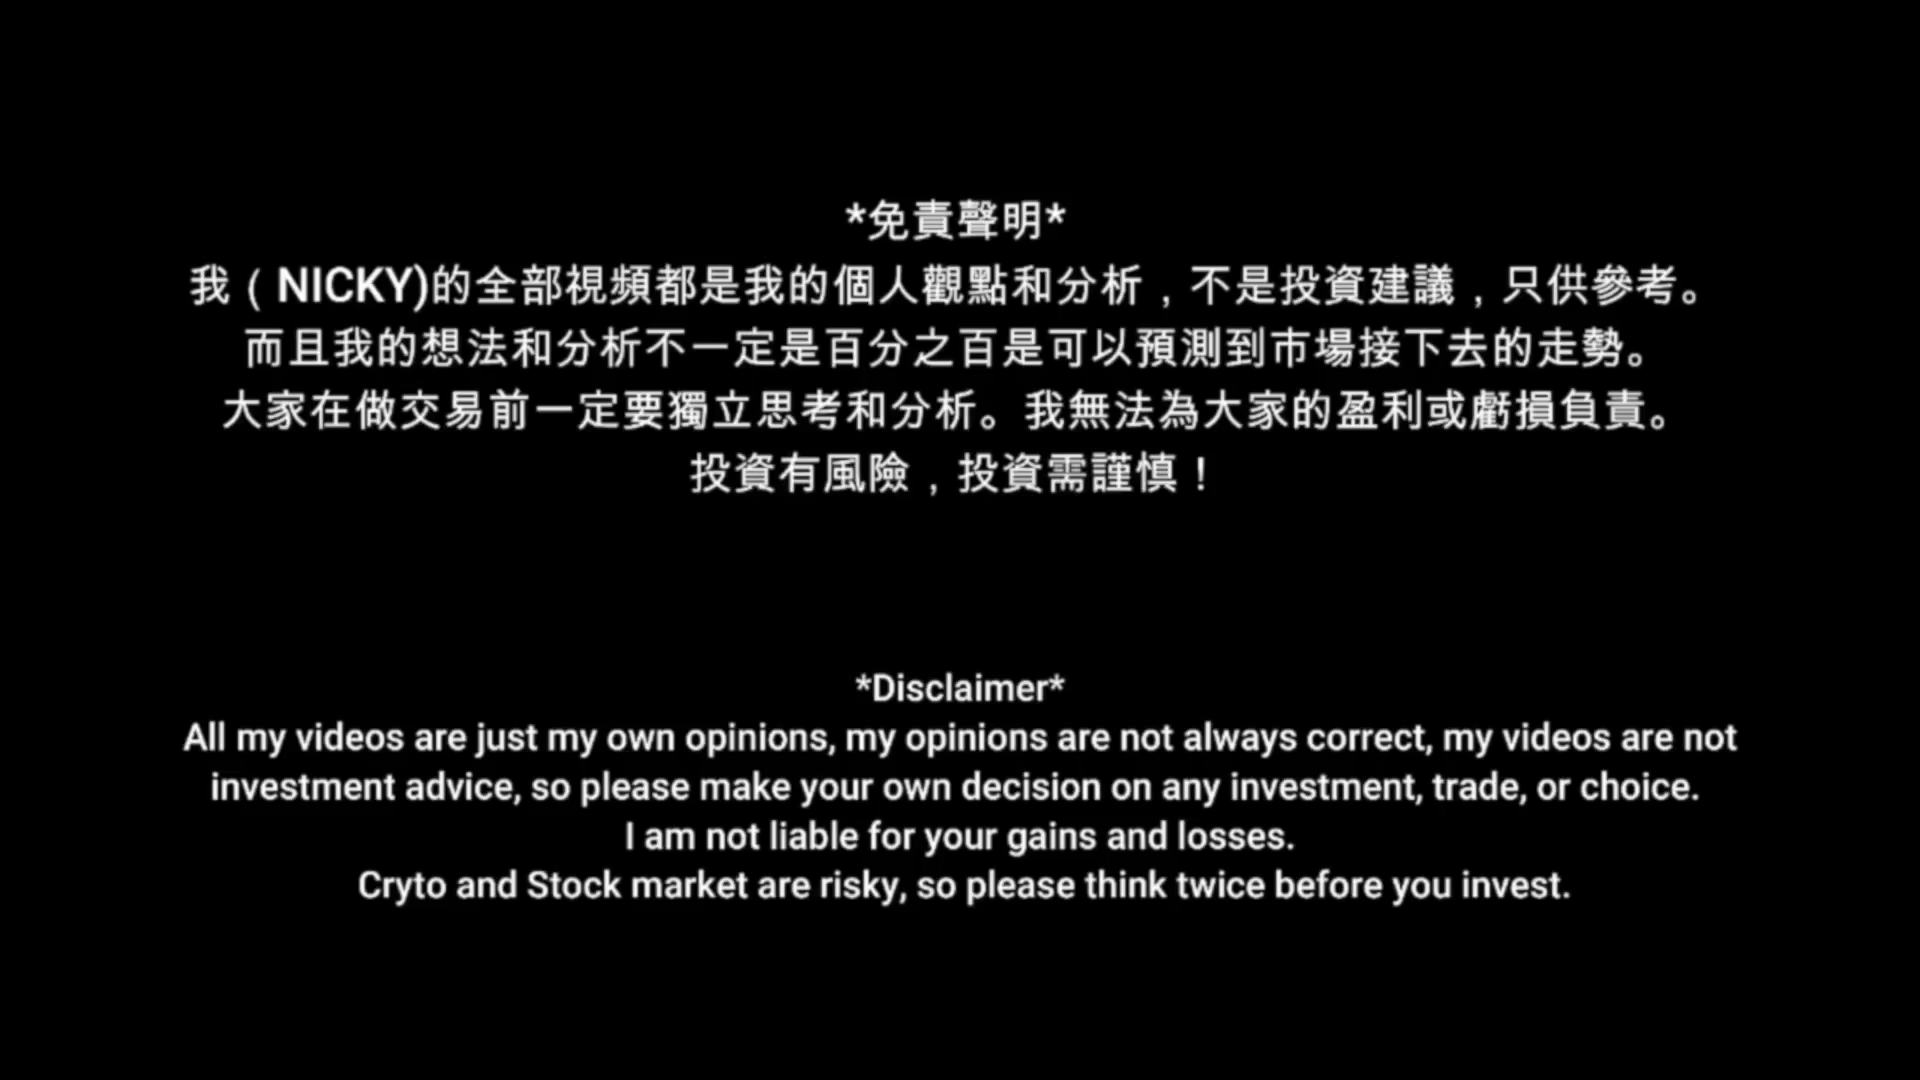 *免責聲明*
我（NICKY)的全部視頻都是我的個人觀點和分析，不是投資建議，只供參考。
而且我的想法和分析不一定是百分之百是可以預測到市場接下去的走勢。
大家在做交易前一定要獨立思考和分析。我無法為大家的盈利或虧損負責。
投資有風險，投資需謹慎！
*Disclaimer*
All my videos are just my own opinions, my opinions are not always correct, my videos are not
investment advice, so please make your own decision on any investment, trade, or choice.
I am not liable for your gains and losses.
Cryto and Stock market are risky, so please think twice before you invest.